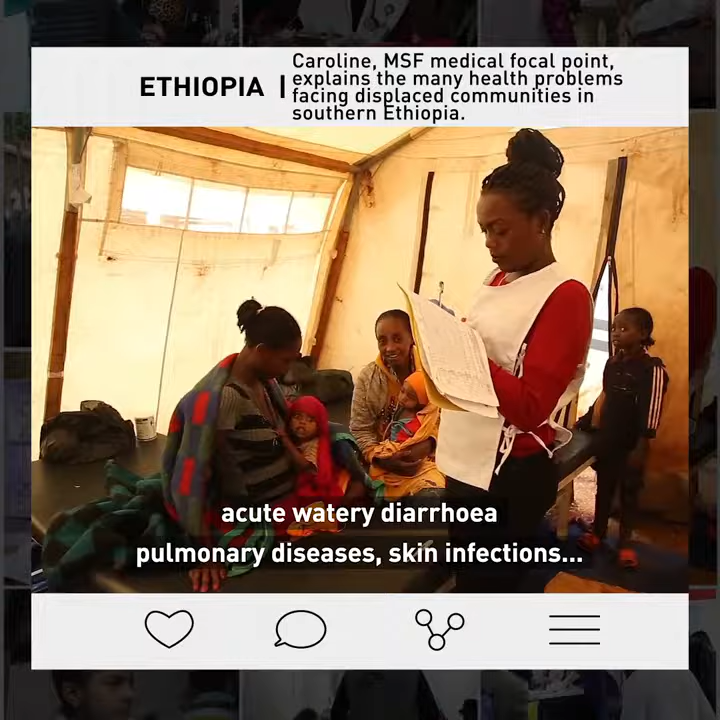 ETHIOPIA |
Caroline, MSF medical focal point,
explains the many health problems
facing displaced communities in
southern Ethiopia.
acute watery diarrhoea
pulmonary diseases, skin infections...